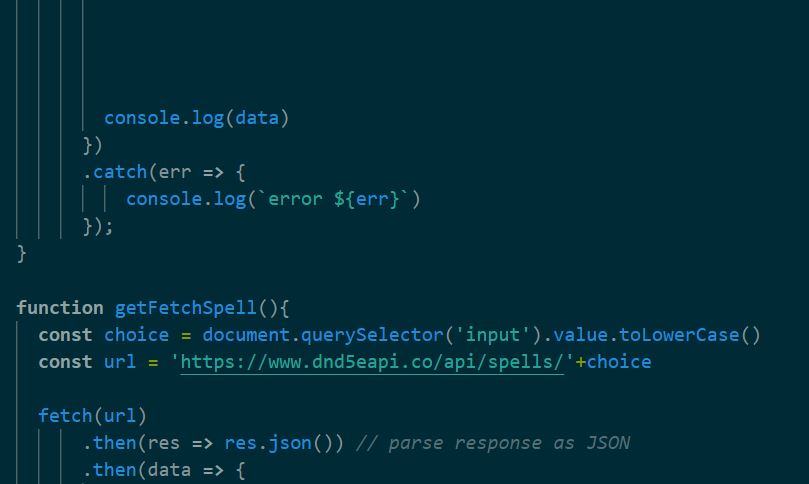 console.log(data)
})
.catch(err => {
console.log(`error ${err}`)
});
}
function getFetchSpell(){
const choice = document.querySelector('input').value.toLowerCase()
const url = 'https://www.dnd5eapi.co/api/spells/'+choice
fetch(url)
.then(res => res.json()) // parse response as JSON
.then(data => {